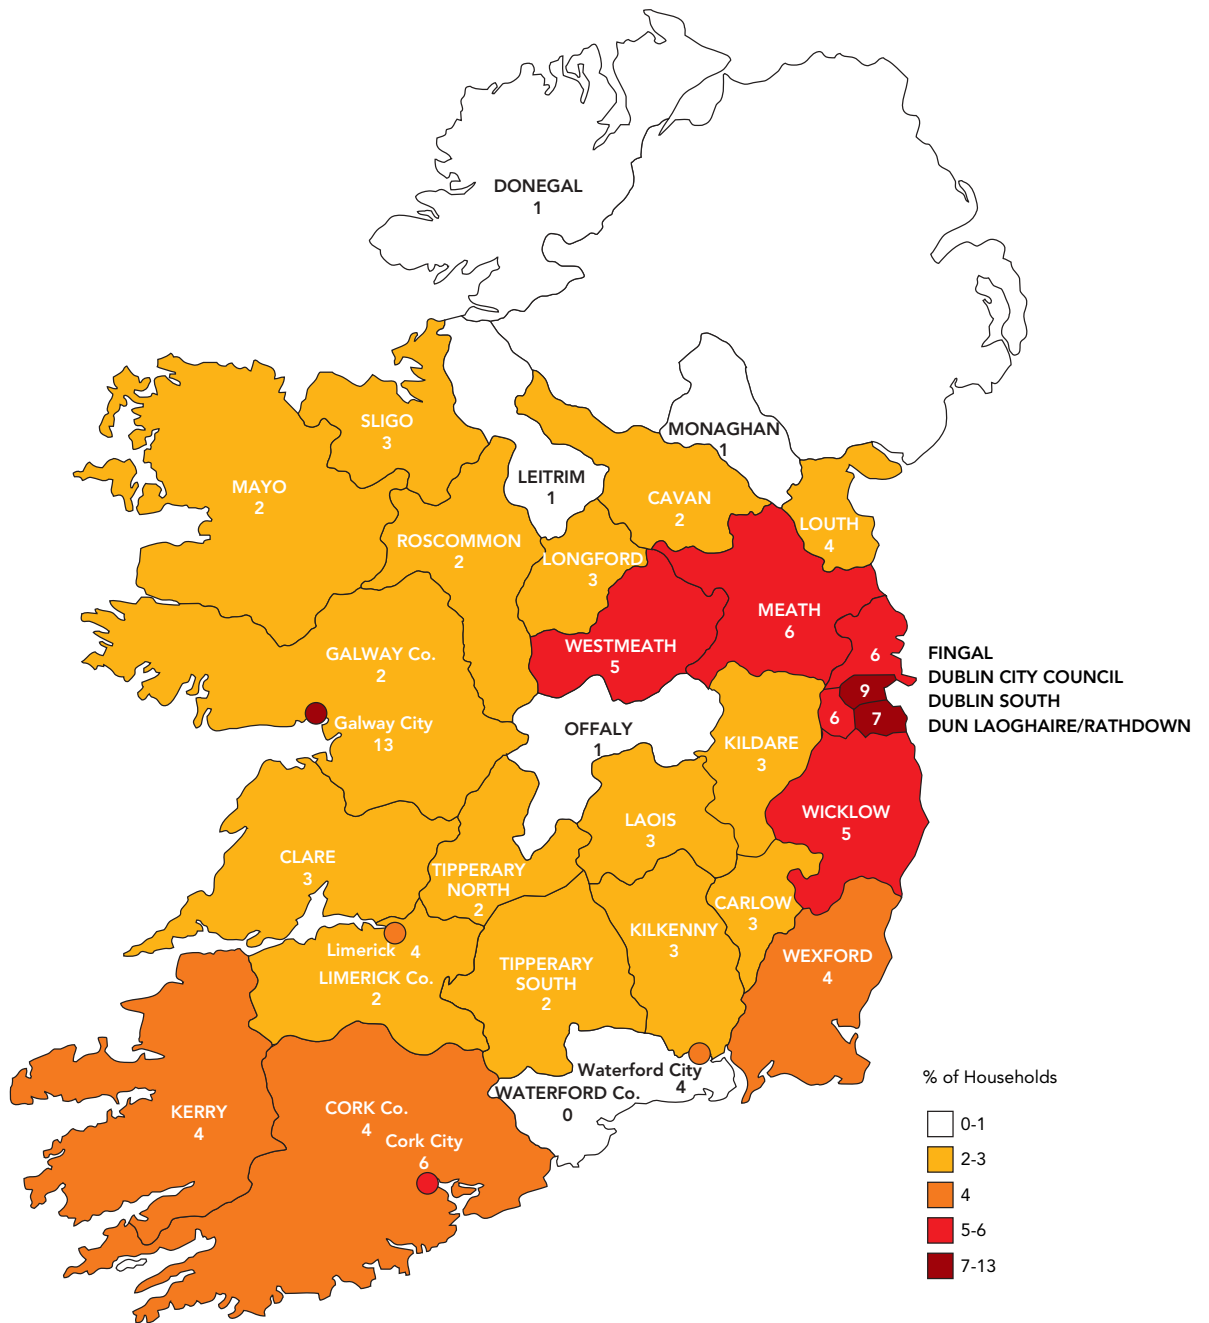 DONEGAL
1
MONAGHAN
1
SLIGO
3
LEITRIM
1
MAYO
2
CAVAN
2
LOUTH
4
ROSCOMMON
2
LONGFORD
3
MEATH
6
WESTMEATH
5
GALWAY Co.
2
6
9
6
7
FINGAL
DUBLIN CITY COUNCIL
DUBLIN SOUTH
DUN LAOGHAIRE/RATHDOWN
Galway City
13
OFFALY
1
KILDARE
3
WICKLOW
5
LAOIS
3
CLARE
3
TIPPERARY
NORTH
2
CARLOW
3
KILKENNY
3
Limerick 4
LIMERICK Co.
2
TIPPERARY
SOUTH
2
WEXFORD
4
Waterford City
4
WATERFORD Co.
0
KERRY
4
CORK Co.
4
Cork City
6
% of Households
0-1
2-3
4
5-6
7-13